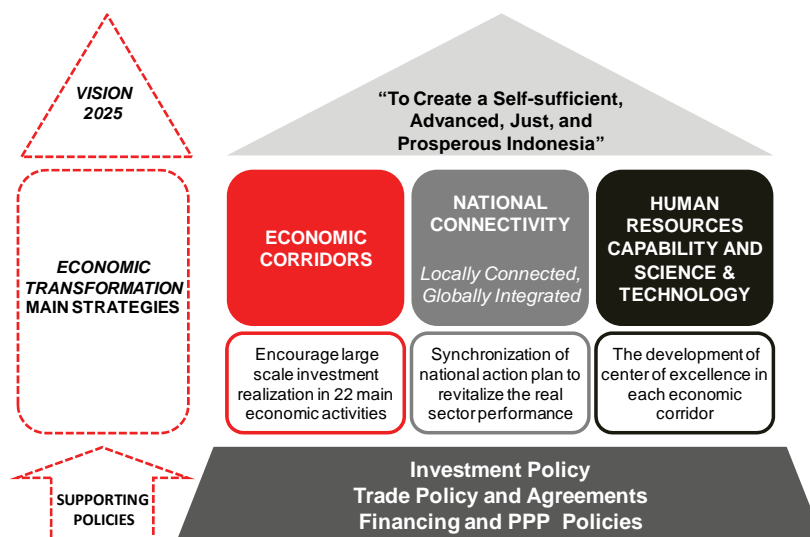 VISION
2025
“To Create a Self-sufficient,
Advanced, Just, and
Prosperous Indonesia”
ECONOMIC
TRANSFORMATION
MAIN STRATEGIES
ECONOMIC
CORRIDORS
NATIONAL
CONNECTIVITY
Locally Connected,
Globally Integrated
HUMAN
RESOURCES
CAPABILITY AND
SCIENCE &
TECHNOLOGY
Encourage large
scale investment
realization in 22 main
economic activities
Synchronization of
national action plan to
revitalize the real
sector performance
The development of
center of excellence in
each economic
corridor
SUPPORTING
POLICIES
Investment Policy
Trade Policy and Agreements
Financing and PPP Policies